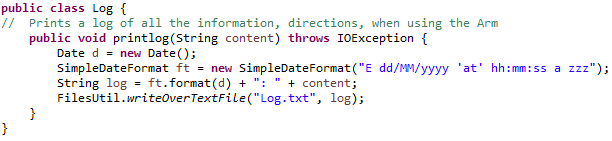 public class Log {
//  Prints a log of all the information, directions, when using the Arm
    public void printlog(String content) throws IOException {
        Date d = new Date();
        SimpleDateFormat ft = new SimpleDateFormat("E dd/MM/yyyy 'at' hh:mm:ss a zzz");
        String log = ft.format(d) + ": " + content;
        FilesUtil.writeOverTextFile("Log.txt", log);
    }
}